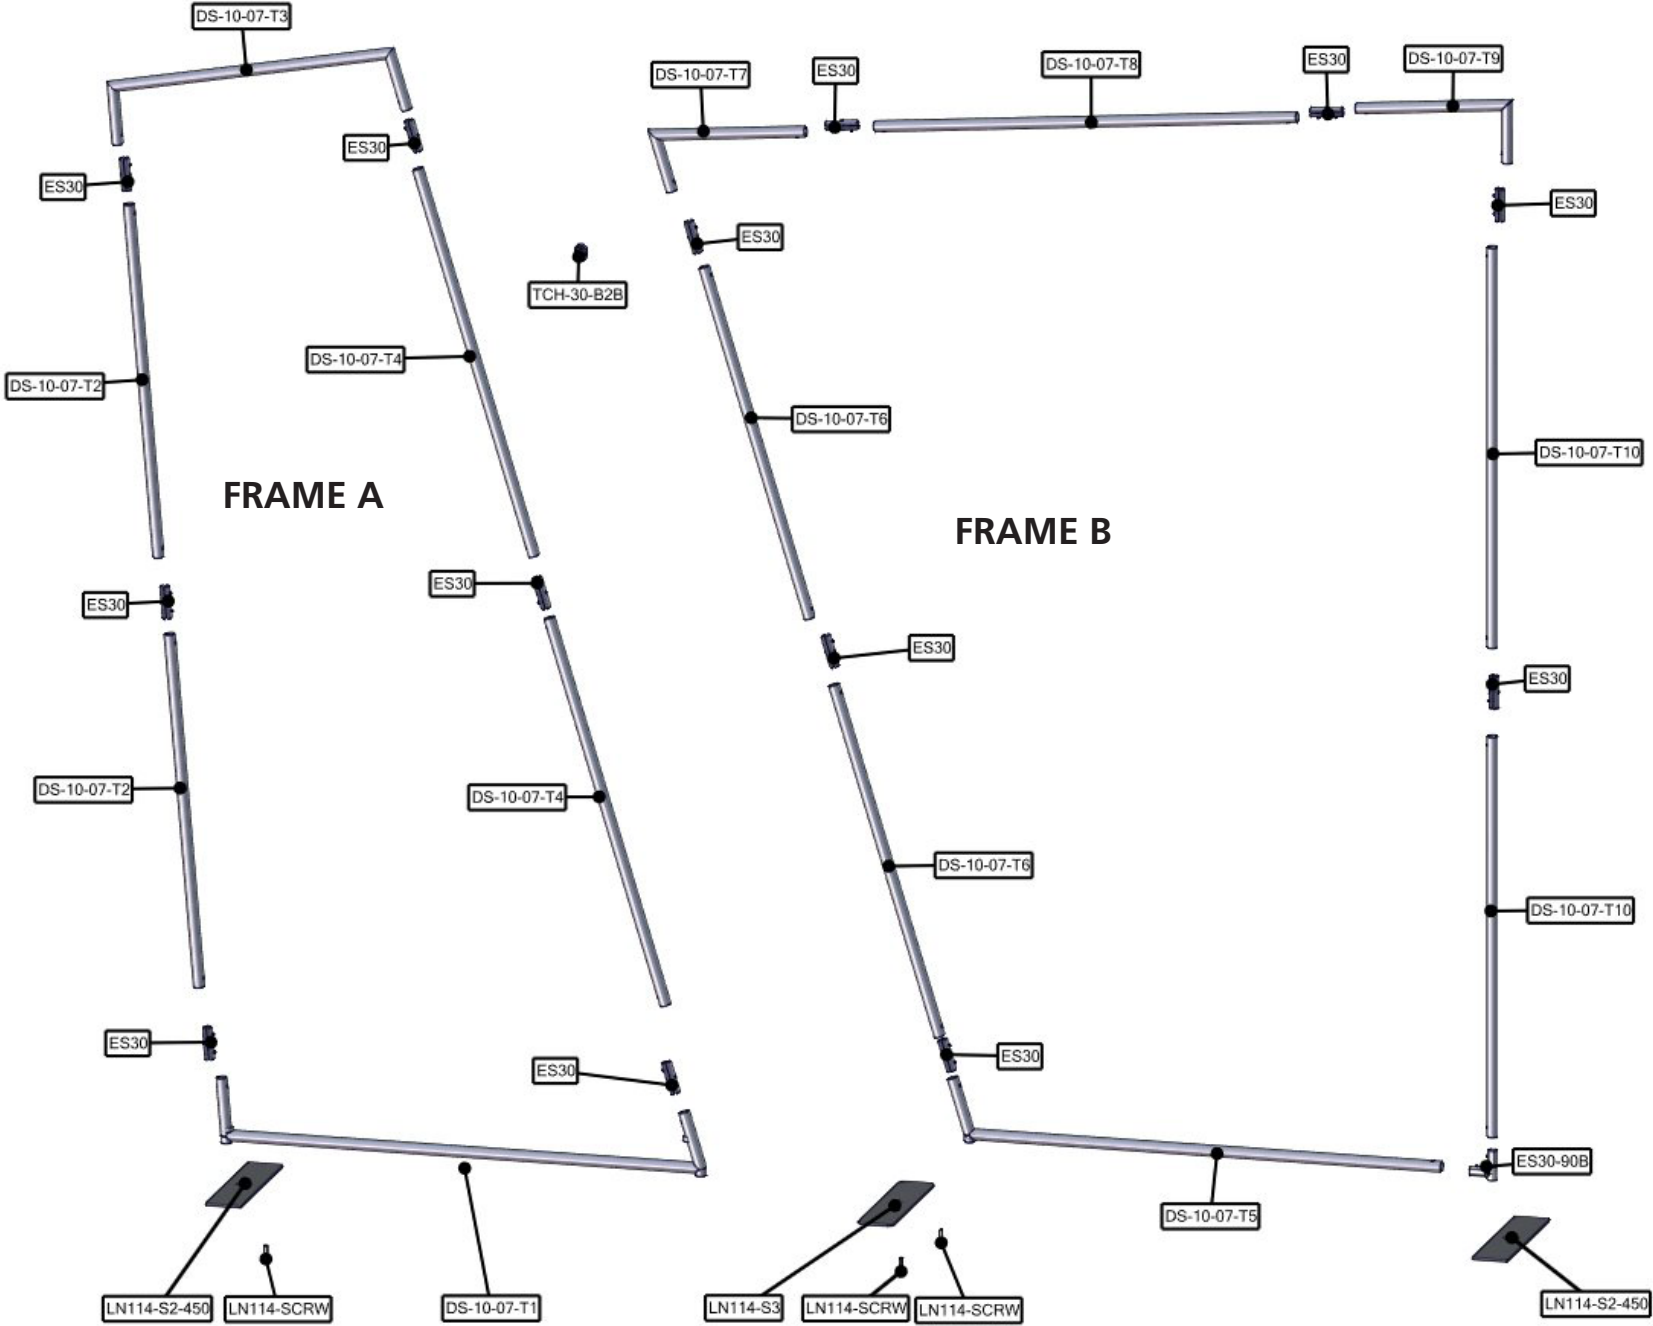 DS-10-07-T3
DS-10-07-T7
ES30
DS-10-07-T8
ES30
DS-10-07-T9
ES30
ES30
ES30
ES30
TCH-30-B2B
DS-10-07-T2
DS-10-07-T4
DS-10-07-T6
DS-10-07-T10
FRAME A
FRAME B
ES30
ES30
ES30
ES30
DS-10-07-T2
DS-10-07-T4
DS-10-07-T6
DS-10-07-T10
ES30
ES30
ES30
ES30-90B
DS-10-07-T5
LN114-S2-450
LN114-SCRW
DS-10-07-T1
LN114-S3
LN114-SCRW
LN114-SCRW
LN114-S2-450